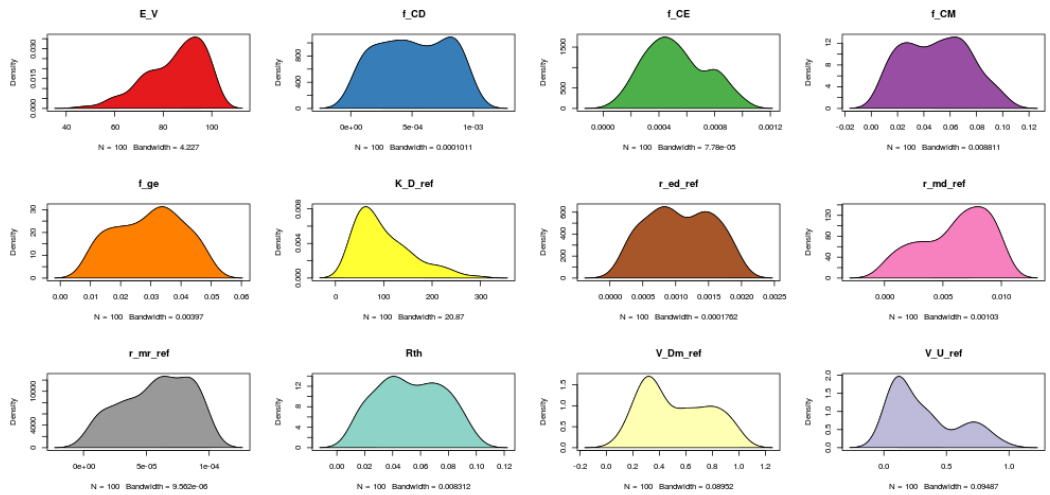 E_V
f_CD
f_CE
f_CM
Density
0.000 0.015 0.030
40 60 80 100
N = 100 Bandwidth = 4.227
Density
0 400 800
0e+00 5e-04 1e-03
N = 100 Bandwidth = 0.0001011
Density
0 500 1500
0.0000 0.0004 0.0008 0.0012
N = 100 Bandwidth = 7.78e-05
Density
0 4 8 12
-0.02 0.00 0.02 0.04 0.06 0.08 0.10 0.12
N = 100 Bandwidth = 0.008811
f_ge
K_D_ref
r_ed_ref
r_md_ref
Density
0 10 20 30
0.00 0.01 0.02 0.03 0.04 0.05 0.06
N = 100 Bandwidth = 0.00397
Density
0.000 0.004 0.008
0 100 200 300
N = 100 Bandwidth = 20.87
Density
0 200 400 600
0.0000 0.0005 0.0010 0.0015 0.0020 0.0025
N = 100 Bandwidth = 0.0001762
Density
0 40 80 120
0.000 0.005 0.010
N = 100 Bandwidth = 0.00103
r_mr_ref
Rth
V_Dm_ref
V_U_ref
Density
0 4000 10000
0e+00 5e-05 1e-04
N = 100 Bandwidth = 9.562e-06
Density
0 4 8 12
0.00 0.02 0.04 0.06 0.08 0.10 0.12
N = 100 Bandwidth = 0.008312
Density
0.0 0.5 1.0 1.5
-0.2 0.0 0.2 0.4 0.6 0.8 1.0 1.2
N = 100 Bandwidth = 0.08952
Density
0.0 0.5 1.0 1.5 2.0
0.0 0.5 1.0
N = 100 Bandwidth = 0.09487